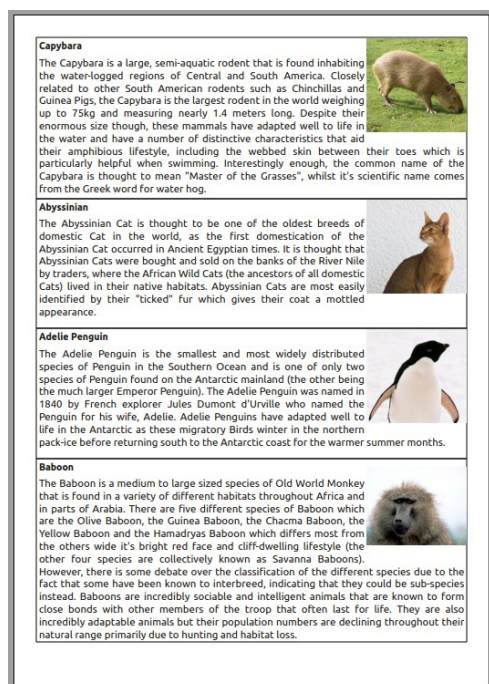 Capybara
The Capybara is a large, semi-aquatic rodent that is found inhabiting
the water-logged regions of Central and South America. Closely
related to other South American rodents such as Chinchillas and
Guinea Pigs, the Capybara is the largest rodent in the world weighing
up to 75kg and measuring nearly 1.4 meters long. Despite their
enormous size though, these mammals have adapted well to life in
the water and have a number of distinctive characteristics that aid
their amphibious lifestyle, including the webbed skin between their toes which is
particularly helpful when swimming. Interestingly enough, the common name of the
Capybara is thought to mean "Master of the Grasses", whilst it's scientific name comes
from the Greek word for water hog.
Abyssinian
The Abyssinian Cat is thought to be one of the oldest breeds of
domestic Cat in the world, as the first domestication of the
Abyssinian Cat occurred in Ancient Egyptian times. It is thought that
Abyssinian Cats were bought and sold on the banks of the River Nile
by traders, where the African Wild Cats (the ancestors of all domestic
Cats) lived in their native habitats. Abyssinian Cats are most easily
identified by their "ticked" fur which gives their coat a mottled
appearance.
Adelie Penguin
The Adelie Penguin is the smallest and most widely distributed
species of Penguin in the Southern Ocean and is one of only two
species of Penguin found on the Antarctic mainland (the other being
the much larger Emperor Penguin). The Adelie Penguin was named in
1840 by French explorer Jules Dumont d'Urville who named the
Penguin for his wife, Adelie. Adelie Penguins have adapted well to
life in the Antarctic as these migratory Birds winter in the northern
pack-ice before returning south to the Antarctic coast for the warmer summer months.
Baboon
The Baboon is a medium to large sized species of Old World Monkey
that is found in a variety of different habitats throughout Africa and
in parts of Arabia. There are five different species of Baboon which
are the Olive Baboon, the Guinea Baboon, the Chacma Baboon, the
Yellow Baboon and the Hamadryas Baboon which differs most from
the others wide it's bright red face and cliff-dwelling lifestyle (the
other four species are collectively known as Savanna Baboons).
However, there is some debate over the classification of the different species due to the
fact that some have been known to interbreed, indicating that they could be sub-species
instead. Baboons are incredibly sociable and intelligent animals that are known to form
close bonds with other members of the troop that often last for life. They are also
incredibly adaptable animals but their population numbers are declining throughout their
natural range primarily due to hunting and habitat loss.